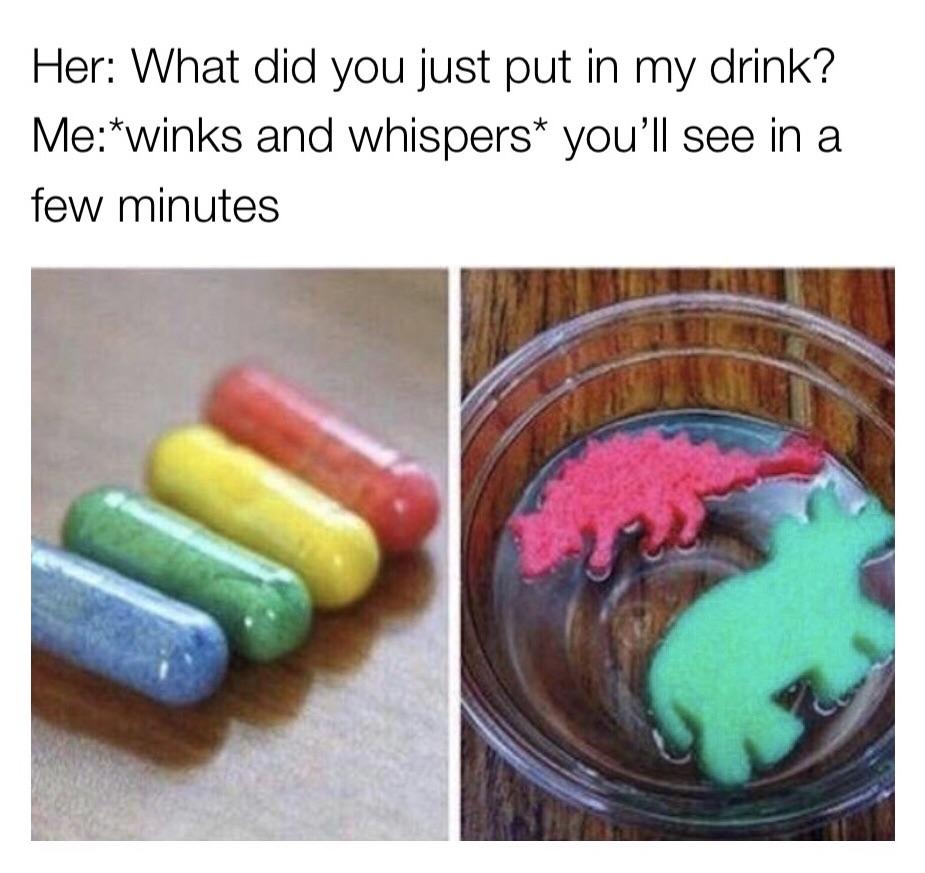 Her: What did you just put in my drink?
Me:*winks and whispers* you’ll see in a
few minutes